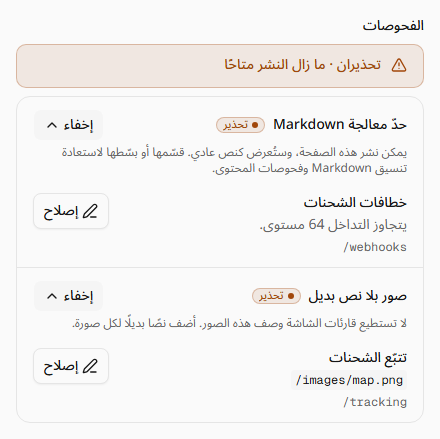 الفحوصات
تحذيران · ما زال النشر متاحًا
حدّ معالجة Markdown
تحذير
إخفاء
يمكن نشر هذه الصفحة، وستُعرض كنص عادي. قسّمها أو بسّطها لاستعادة
تنسيق Markdown وفحوصات المحتوى.
خطافات الشحنات
إصلاح
يتجاوز التداخل 64 مستوى.
/webhooks
صور بلا نص بديل
تحذير
إخفاء
لا تستطيع قارئات الشاشة وصف هذه الصور. أضف نصًا بديلًا لكل صورة.
تتبّع الشحنات
إصلاح
/images/map.png
/tracking